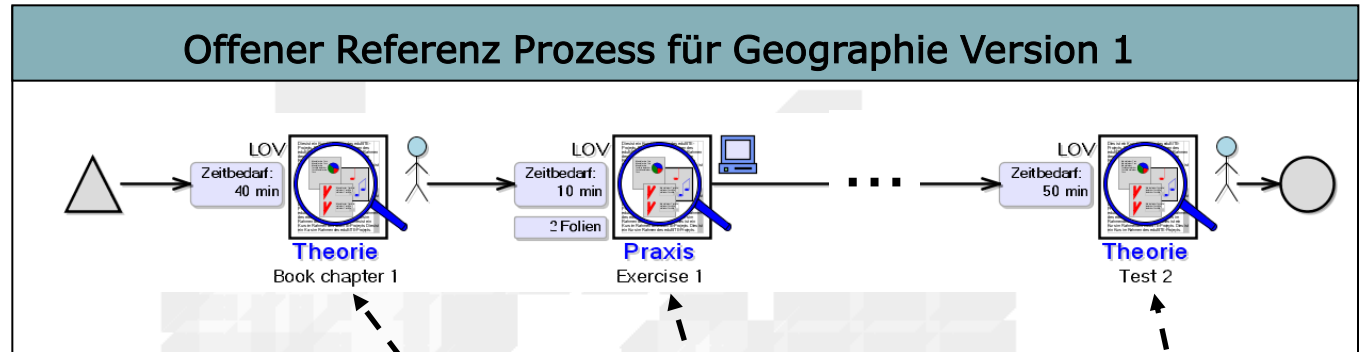 Offener Referenz Prozess für Geographie Version 1
LOV
Zeitbedarf:
40 min
Theorie
Book chapter 1
LOV
Zeitbedarf:
10 min
2 Folien
Praxis
Exercise 1
...
LOV
Zeitbedarf:
50 min
Theorie
Test 2